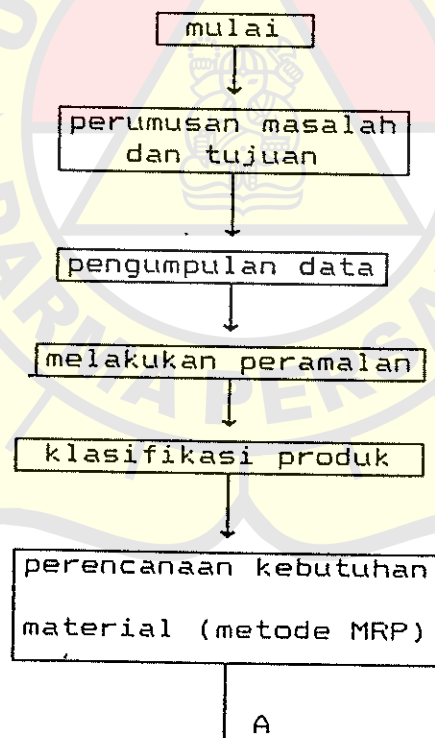 mulai
perumusan masalah
dan tujuan
pengumpulan data
melakukan peramalan
klasifikasi produk
perencanaan kebutuhan
material (metode MRP)
A